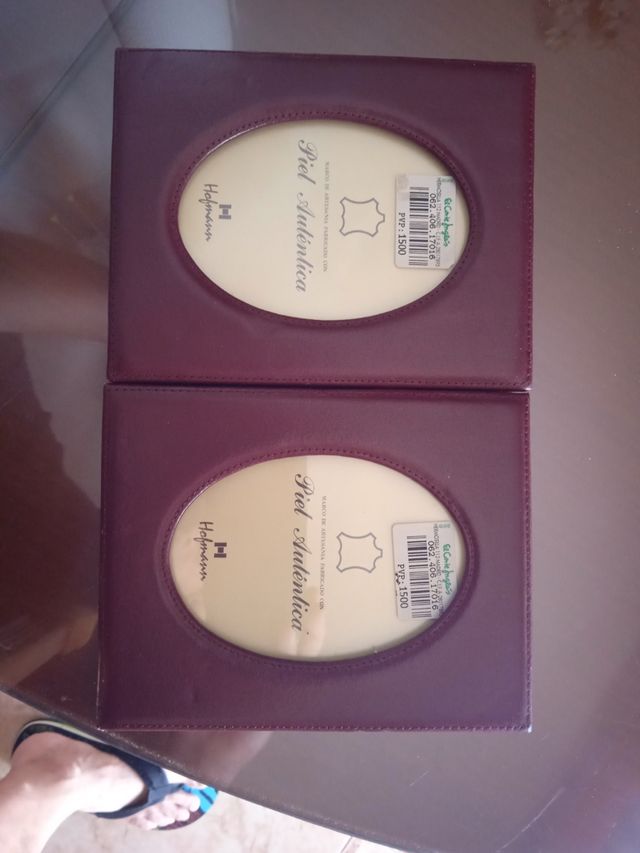 El Corte Inglés
062.406.17016
PVP:1500
MARCO DE ARTESANIA FABRICADO CON
Piel Auténtica
Hofmann
El Corte Inglés
062.406.17016
PVP:1500
MARCO DE ARTESANIA FABRICADO CON
Piel Auténtica
Hofmann